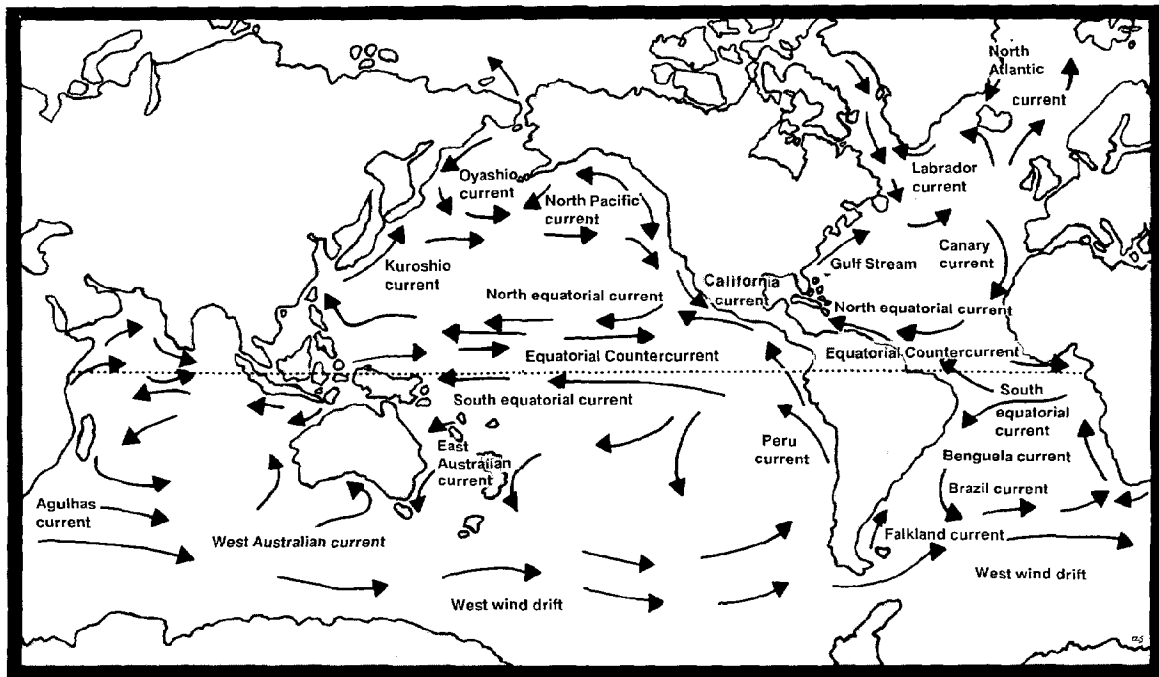 North
Atlantic
current
Oyashio
current
Labrador
current
North Pacific
current
Kuroshio
current
Gulf Stream
Canary
current
California
current
North equatorial current
North equatorial current
Equatorial Countercurrent
Equatorial Countercurrent
South equatorial current
South
equatorial
current
East
Australian
current
Peru
current
Benguela current
Brazil current
Agulhas
current
West Australian current
Falkland current
West wind drift
West wind drift